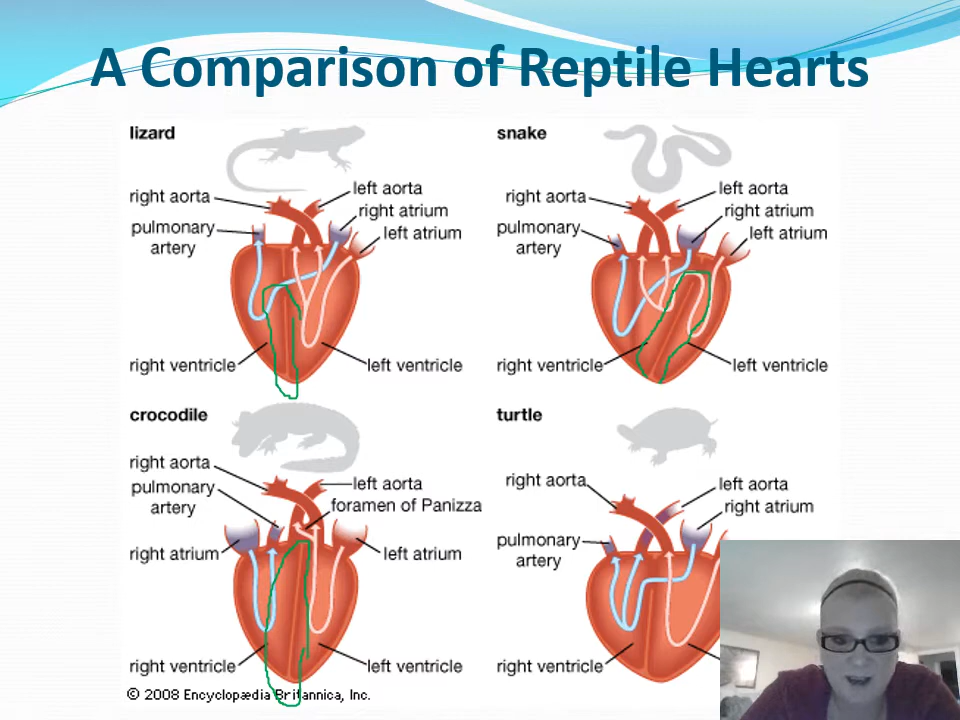 A Comparison of Reptile Hearts
lizard
right aorta
left aorta
right atrium
pulmonary
artery
left atrium
right ventricle
left ventricle
snake
right aorta
left aorta
right atrium
pulmonary
artery
left atrium
right ventricle
left ventricle
crocodile
right aorta
pulmonary
artery
left aorta
foramen of Panizza
right atrium
left atrium
right ventricle
left ventricle
turtle
right aorta
left aorta
right atrium
pulmonary
artery
right ventricle
© 2008 Encyclopædia Britannica, Inc.